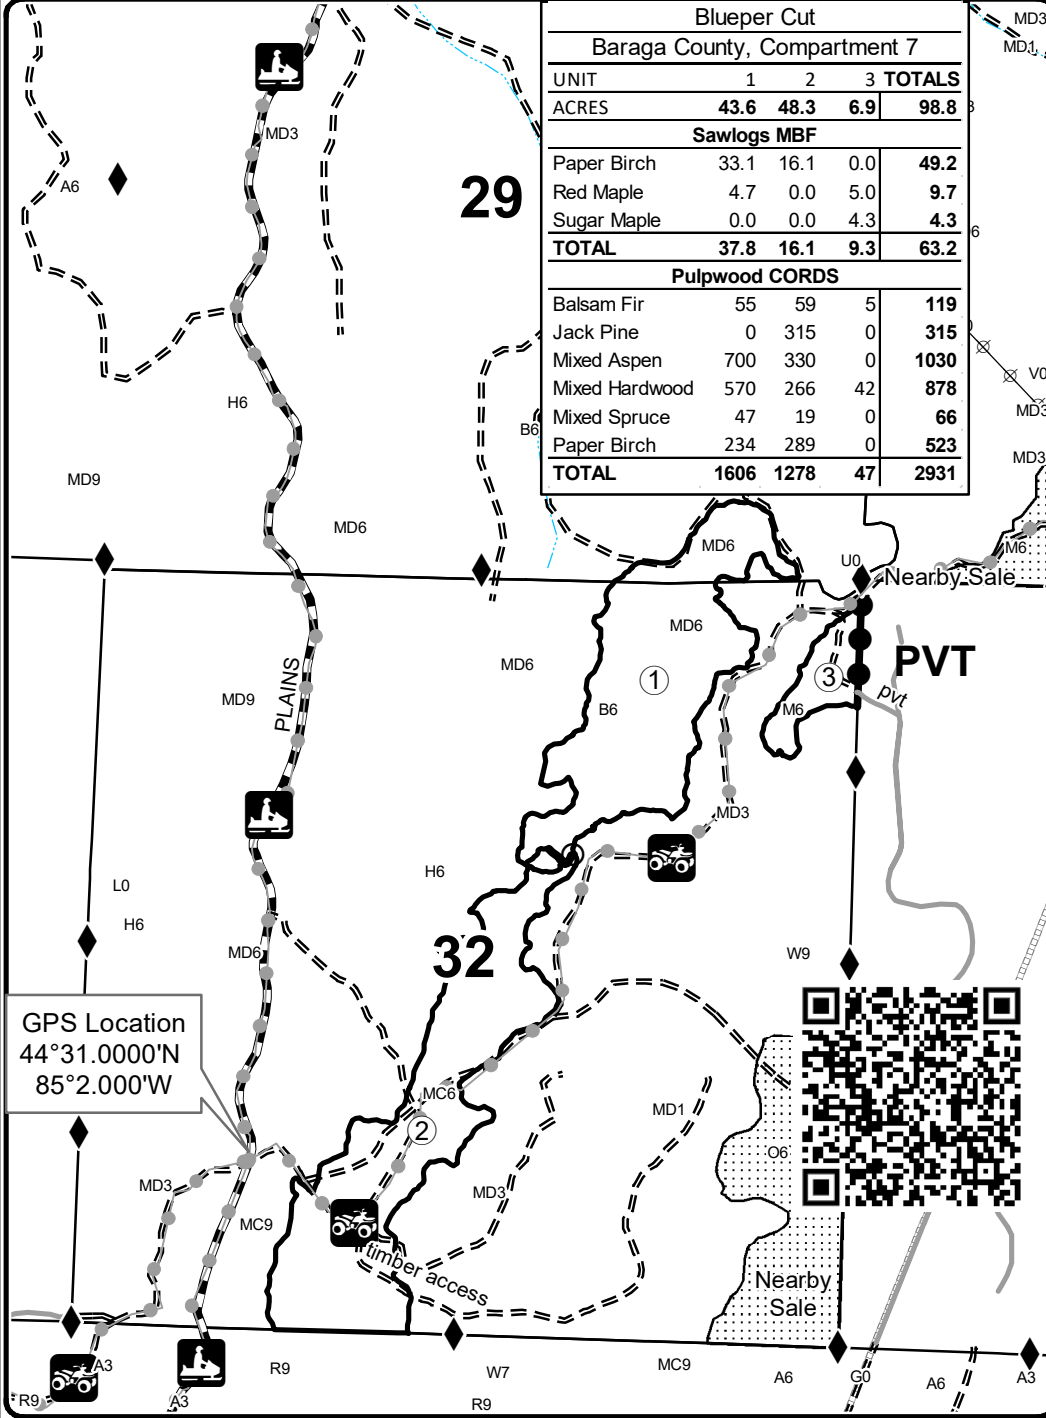 Blueper Cut
Baraga County, Compartment 7
UNIT 1 2 3 TOTALS
ACRES 43.6 48.3 6.9 98.8
Sawlogs MBF
Paper Birch 33.1 16.1 0.0 49.2
Red Maple 4.7 0.0 5.0 9.7
Sugar Maple 0.0 0.0 4.3 4.3
TOTAL 37.8 16.1 9.3 63.2
Pulpwood CORDS
Balsam Fir 55 59 5 119
Jack Pine 0 315 0 315
Mixed Aspen 700 330 0 1030
Mixed Hardwood 570 266 42 878
Mixed Spruce 47 19 0 66
Paper Birch 234 289 0 523
TOTAL 1606 1278 47 2931
MD3
MD1
MD3
A6
29
6
V0
MD3
H6
B6
MD9
MD3
MD6
MD6
M6
U0
Nearby Sale
MD6
MD6
PVT
1
3
pvt
MD9
PLAINS
B6
M6
MD3
H6
L0
H6
32
MD6
W9
GPS Location
44°31.0000'N
85°2.000'W
MC6
MD1
2
O6
MD3
MD3
MC9
timber access
Nearby
Sale
A3
R9
W7
MC9
A6
G0
A6
A3
R9
A3
R9